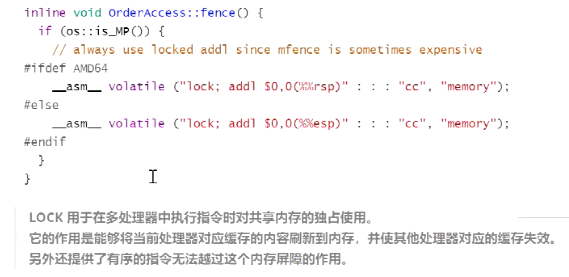 inline void OrderAccess::fence() {
if (os::is_MP()) {
// always use locked addl since mfence is sometimes expensive
#ifdef AMD64
__asm__ volatile ("lock; addl $0,0(%%rsp)" : : : "cc", "memory");
#else
__asm__ volatile ("lock; addl $0,0(%%esp)" : : : "cc", "memory");
#endif
}
}
LOCK 用于在多处理器中执行指令时对共享内存的独占使用。
它的作用是能够将当前处理器对应缓存的内容刷新到内存，并使其他处理器对应的缓存失效。
另外还提供了有序的指令无法越过这个内存屏障的作用。